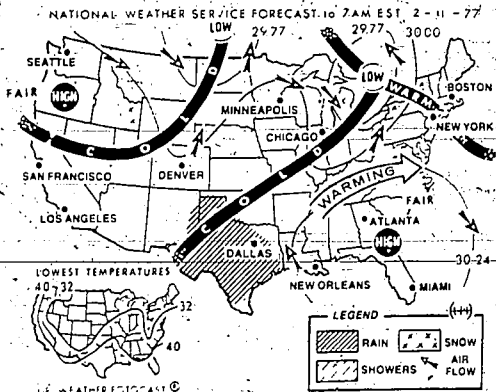 NATIONAL WEATHER SERVICE FORECAST to 7AM EST 2-11-77
LOW
29.77
29.77
30.00
SEATTLE
FAIR
HIGH
LOW
MINNEAPOLIS
WARM
BOSTON
NEW YORK
CHICAGO
COLD
COLD
SAN FRANCISCO
DENVER
WARMING
FAIR
LOS ANGELES
ATLANTA
DALLAS
HIGH
30.24
NEW ORLEANS
MIAMI
LOWEST TEMPERATURES
40
32
32
40
LEGEND
RAIN
SNOW
SHOWERS
AIR FLOW
WEATHER FOTOCAST ©